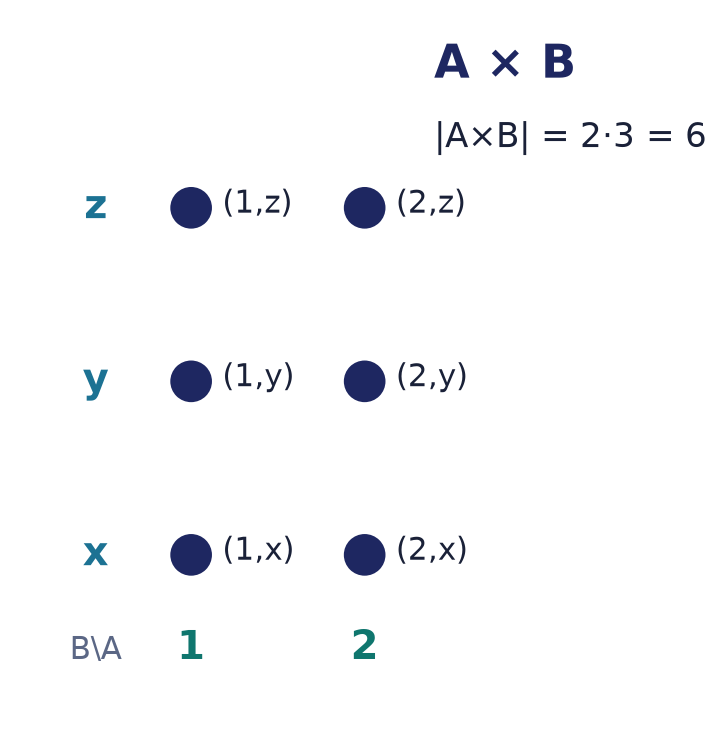 A × B
|A×B| = 2·3 = 6
z (1,z) (2,z)
y (1,y) (2,y)
x (1,x) (2,x)
B\A 1 2